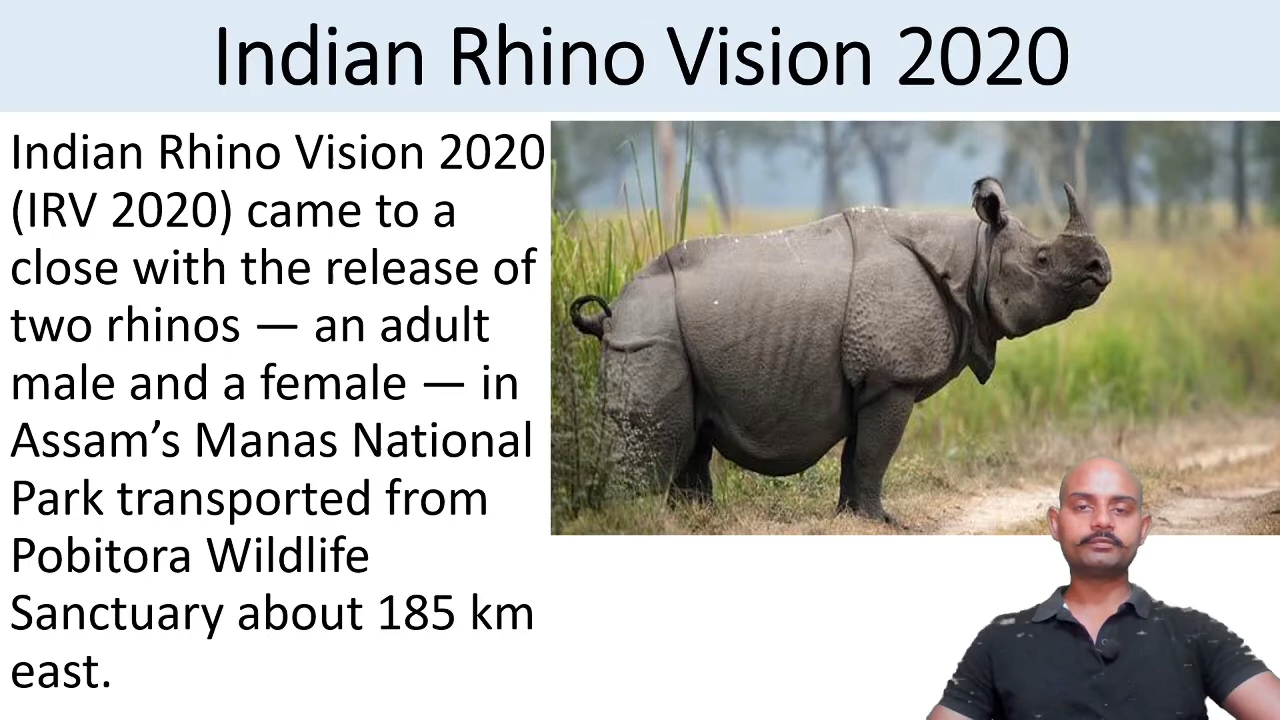 Indian Rhino Vision 2020
Indian Rhino Vision 2020
(IRV 2020) came to a
close with the release of
two rhinos — an adult
male and a female — in
Assam’s Manas National
Park transported from
Pobitora Wildlife
Sanctuary about 185 km
east.